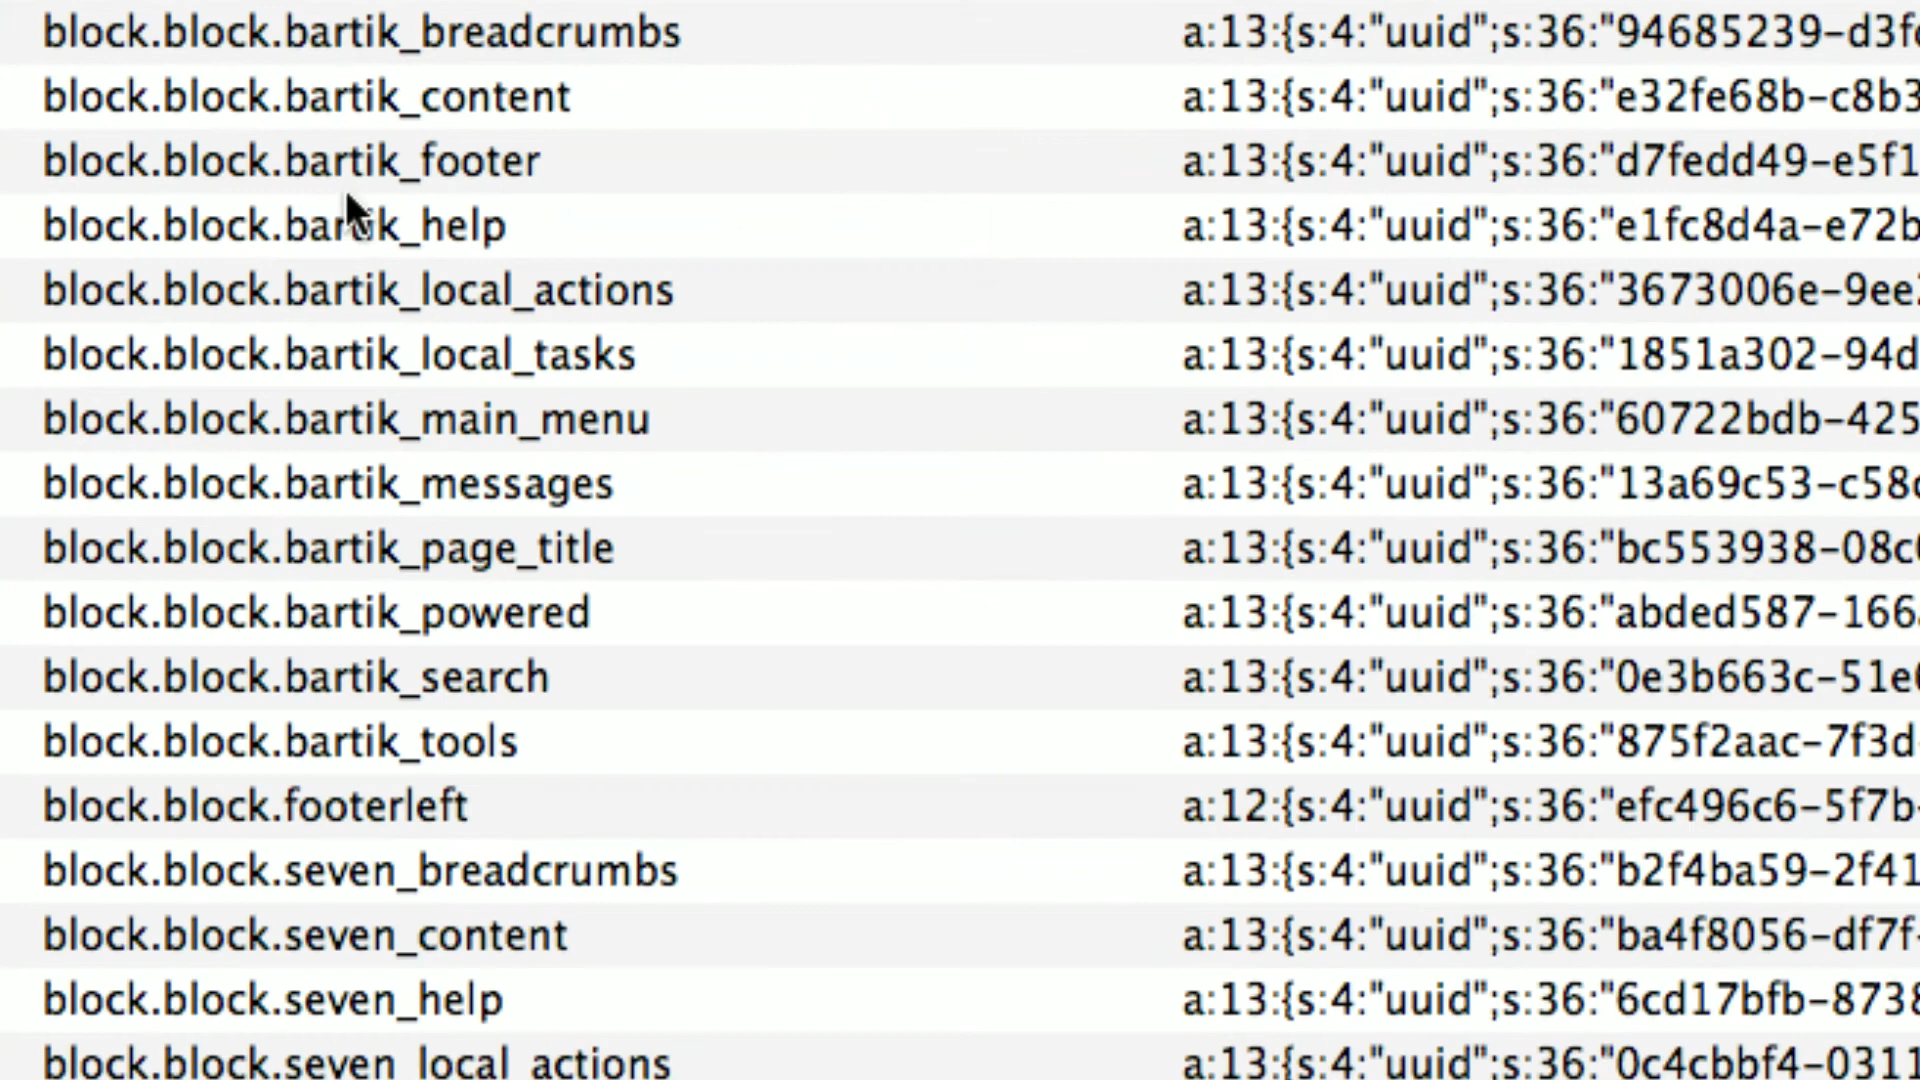 block.block.bartik_breadcrumbs a:13:{s:4:"uuid";s:36:"94685239-d3f
block.block.bartik_content a:13:{s:4:"uuid";s:36:"e32fe68b-c8b3
block.block.bartik_footer a:13:{s:4:"uuid";s:36:"d7fedd49-e5f1
block.block.bartik_help a:13:{s:4:"uuid";s:36:"e1fc8d4a-e72b
block.block.bartik_local_actions a:13:{s:4:"uuid";s:36:"3673006e-9ee
block.block.bartik_local_tasks a:13:{s:4:"uuid";s:36:"1851a302-94d
block.block.bartik_main_menu a:13:{s:4:"uuid";s:36:"60722bdb-425
block.block.bartik_messages a:13:{s:4:"uuid";s:36:"13a69c53-c58
block.block.bartik_page_title a:13:{s:4:"uuid";s:36:"bc553938-08c
block.block.bartik_powered a:13:{s:4:"uuid";s:36:"abded587-166
block.block.bartik_search a:13:{s:4:"uuid";s:36:"0e3b663c-51e
block.block.bartik_tools a:13:{s:4:"uuid";s:36:"875f2aac-7f3d
block.block.footerleft a:12:{s:4:"uuid";s:36:"efc496c6-5f7b-
block.block.seven_breadcrumbs a:13:{s:4:"uuid";s:36:"b2f4ba59-2f41
block.block.seven_content a:13:{s:4:"uuid";s:36:"ba4f8056-df7f-
block.block.seven_help a:13:{s:4:"uuid";s:36:"6cd17bfb-8738
block.block.seven_local_actions a:13:{s:4:"uuid";s:36:"0c4cbbf4-0311